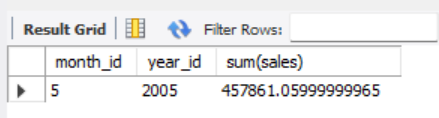 Result Grid Filter Rows:
month_id year_id sum(sales)
5 2005 457861.05999999965